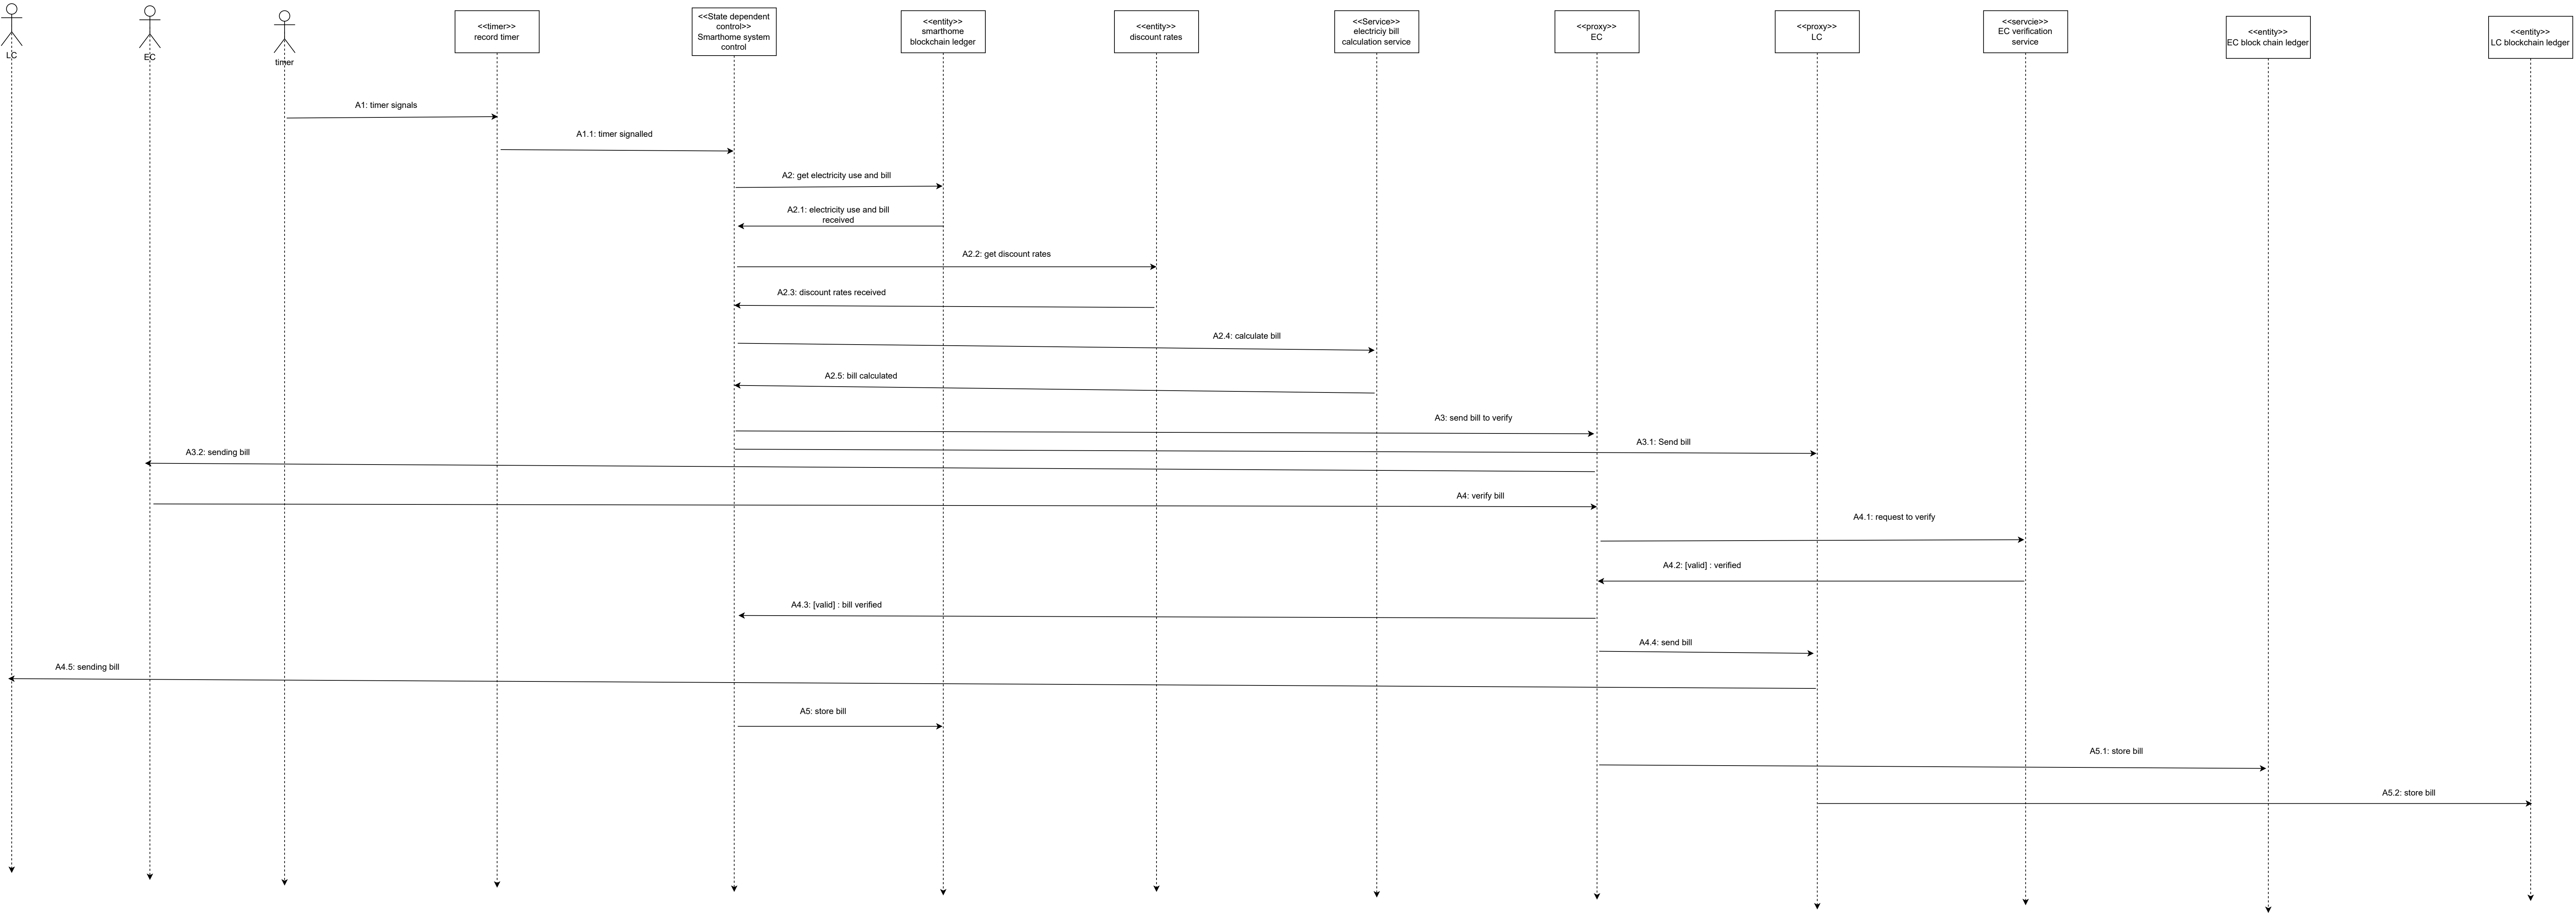 LC
EC
timer
<<timer>>
record timer
<<State dependent
control>>
Smarthome system
control
<<entity>>
smarthome
blockchain ledger
<<entity>>
discount rates
<<Service>>
electriciy bill
calculation service
<<proxy>>
EC
<<proxy>>
LC
<<servcie>>
EC verification
service
<<entity>>
EC block chain ledger
<<entity>>
LC blockchain ledger
A1: timer signals
A1.1: timer signalled
A2: get electricity use and bill
A2.1: electricity use and bill
received
A2.2: get discount rates
A2.3: discount rates received
A2.4: calculate bill
A2.5: bill calculated
A3: send bill to verify
A3.1: Send bill
A3.2: sending bill
A4: verify bill
A4.1: request to verify
A4.2: [valid] : verified
A4.3: [valid] : bill verified
A4.4: send bill
A4.5: sending bill
A5: store bill
A5.1: store bill
A5.2: store bill